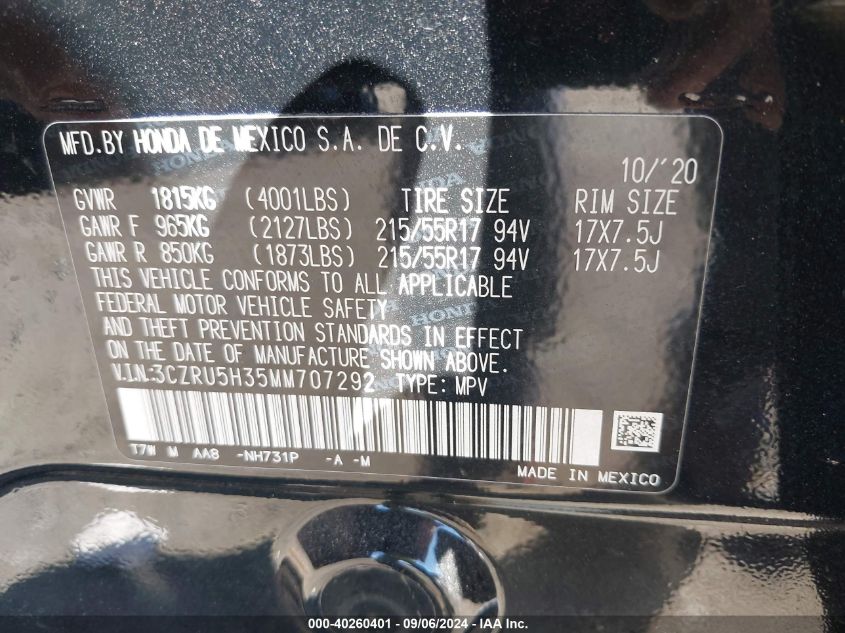 MFD.BY HONDA DE MEXICO S.A. DE C.V.
10/'20
GVWR 1815KG (4001LBS) TIRE SIZE RIM SIZE
GAWR F 965KG (2127LBS) 215/55R17 94V 17X7.5J
GAWR R 850KG (1873LBS) 215/55R17 94V 17X7.5J
THIS VEHICLE CONFORMS TO ALL APPLICABLE
FEDERAL MOTOR VEHICLE SAFETY
AND THEFT PREVENTION STANDARDS IN EFFECT
ON THE DATE OF MANUFACTURE SHOWN ABOVE.
V.I.N:3CZRU5H35MM707292 TYPE: MPV
T7W M AA8 -NH731P -A -M
MADE IN MEXICO
000-40260401 - 09/06/2024 - IAA Inc.